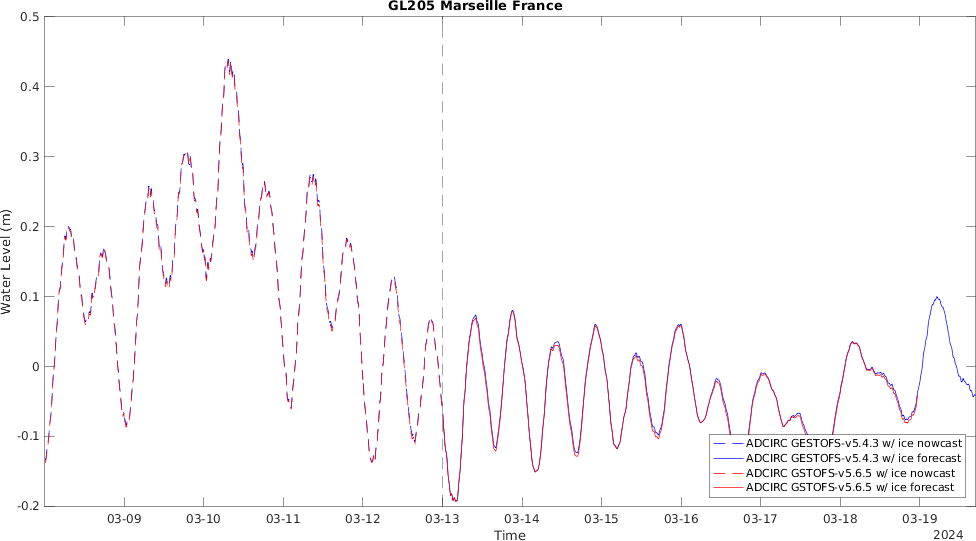 GL205 Marseille France
0.5
0.4
0.3
0.2
0.1
0
-0.1
-0.2
Water Level (m)
ADCIRC GESTOFS-v5.4.3 w/ ice nowcast
ADCIRC GESTOFS-v5.4.3 w/ ice forecast
ADCIRC GSTOFS-v5.6.5 w/ ice nowcast
ADCIRC GSTOFS-v5.6.5 w/ ice forecast
03-09 03-10 03-11 03-12 03-13 03-14 03-15 03-16 03-17 03-18 03-19
Time
2024